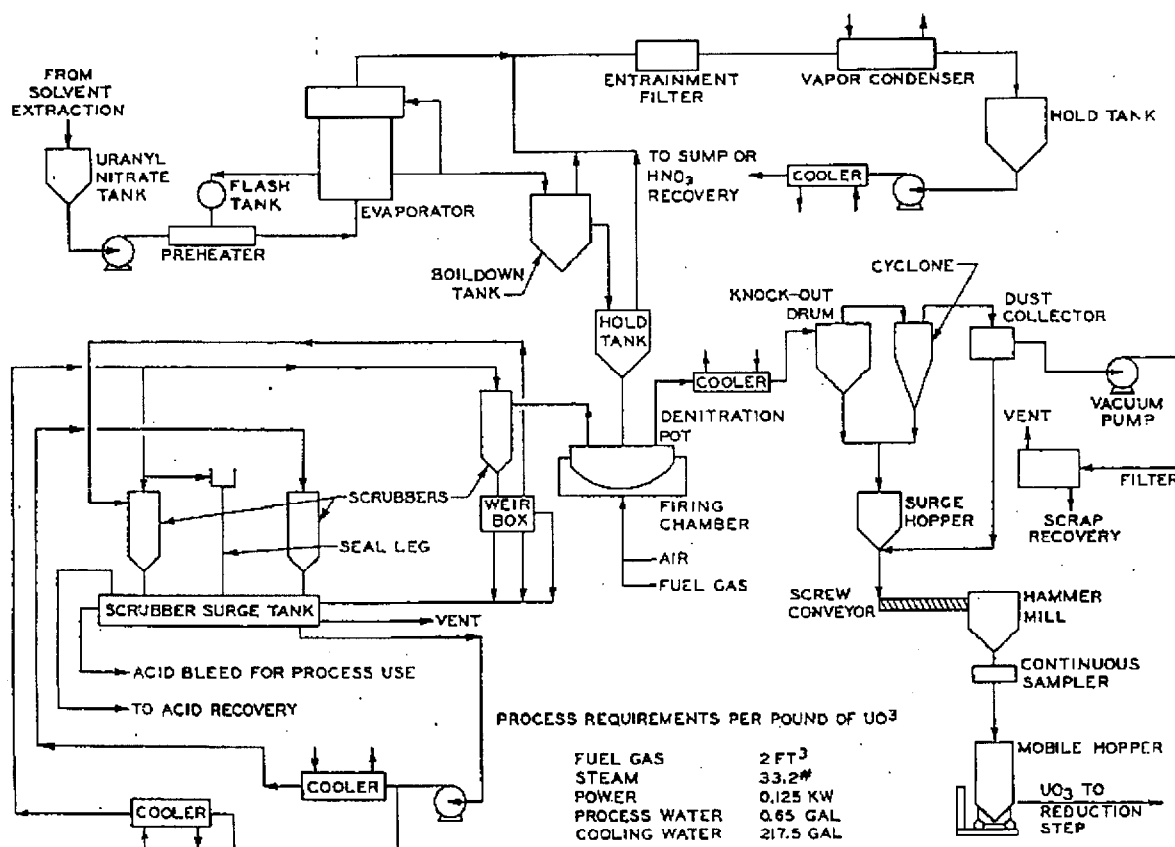 FROM
SOLVENT
EXTRACTION
URANYL
NITRATE
TANK
FLASH
TANK
PREHEATER
EVAPORATOR
ENTRAINMENT
FILTER
VAPOR CONDENSER
HOLD TANK
TO SUMP OR
HNO3
RECOVERY
COOLER
BOILDOWN
TANK
HOLD
TANK
CYCLONE
KNOCK-OUT
DRUM
DUST
COLLECTOR
COOLER
DENITRATION
POT
VACUUM
PUMP
VENT
FILTER
SCRAP
RECOVERY
SCRUBBERS
WEIR
BOX
SEAL LEG
FIRING
CHAMBER
AIR
FUEL GAS
SURGE
HOPPER
SCREW
CONVEYOR
HAMMER
MILL
SCRUBBER SURGE TANK
VENT
ACID BLEED FOR PROCESS USE
TO ACID RECOVERY
CONTINUOUS
SAMPLER
PROCESS REQUIREMENTS PER POUND OF UO3
FUEL GAS 2 FT3
STEAM 33.2#
POWER 0.125 KW
PROCESS WATER 0.65 GAL
COOLING WATER 217.5 GAL
COOLER
COOLER
MOBILE HOPPER
UO3 TO
REDUCTION
STEP